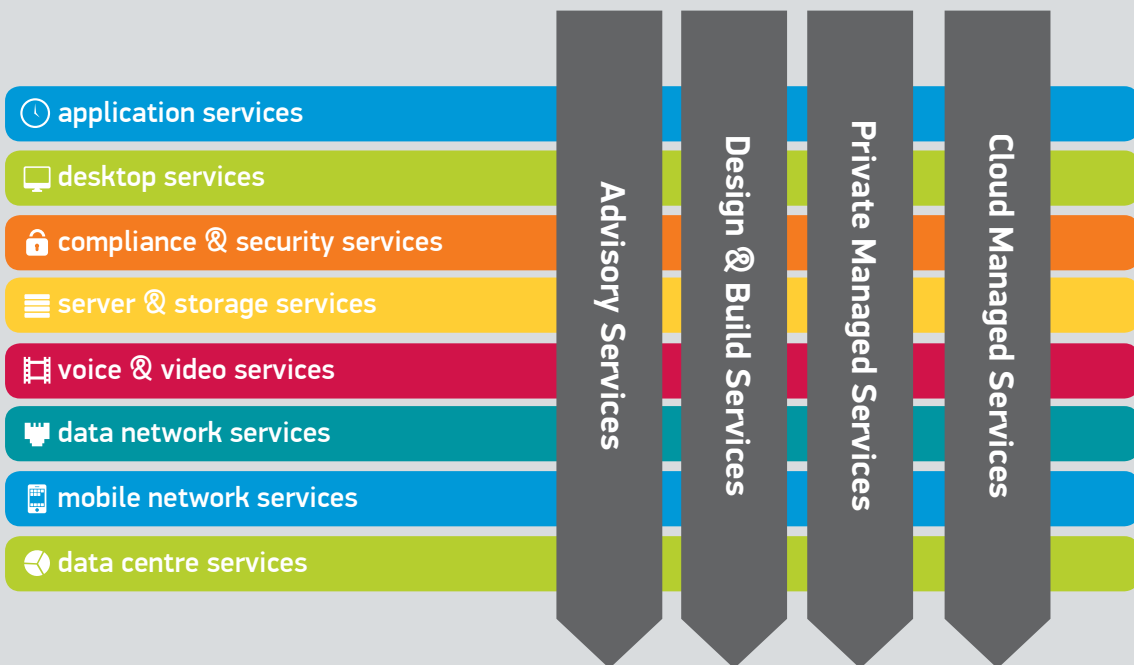 application services
desktop services
compliance & security services
server & storage services
voice & video services
data network services
mobile network services
data centre services
Advisory Services
Design & Build Services
Private Managed Services
Cloud Managed Services